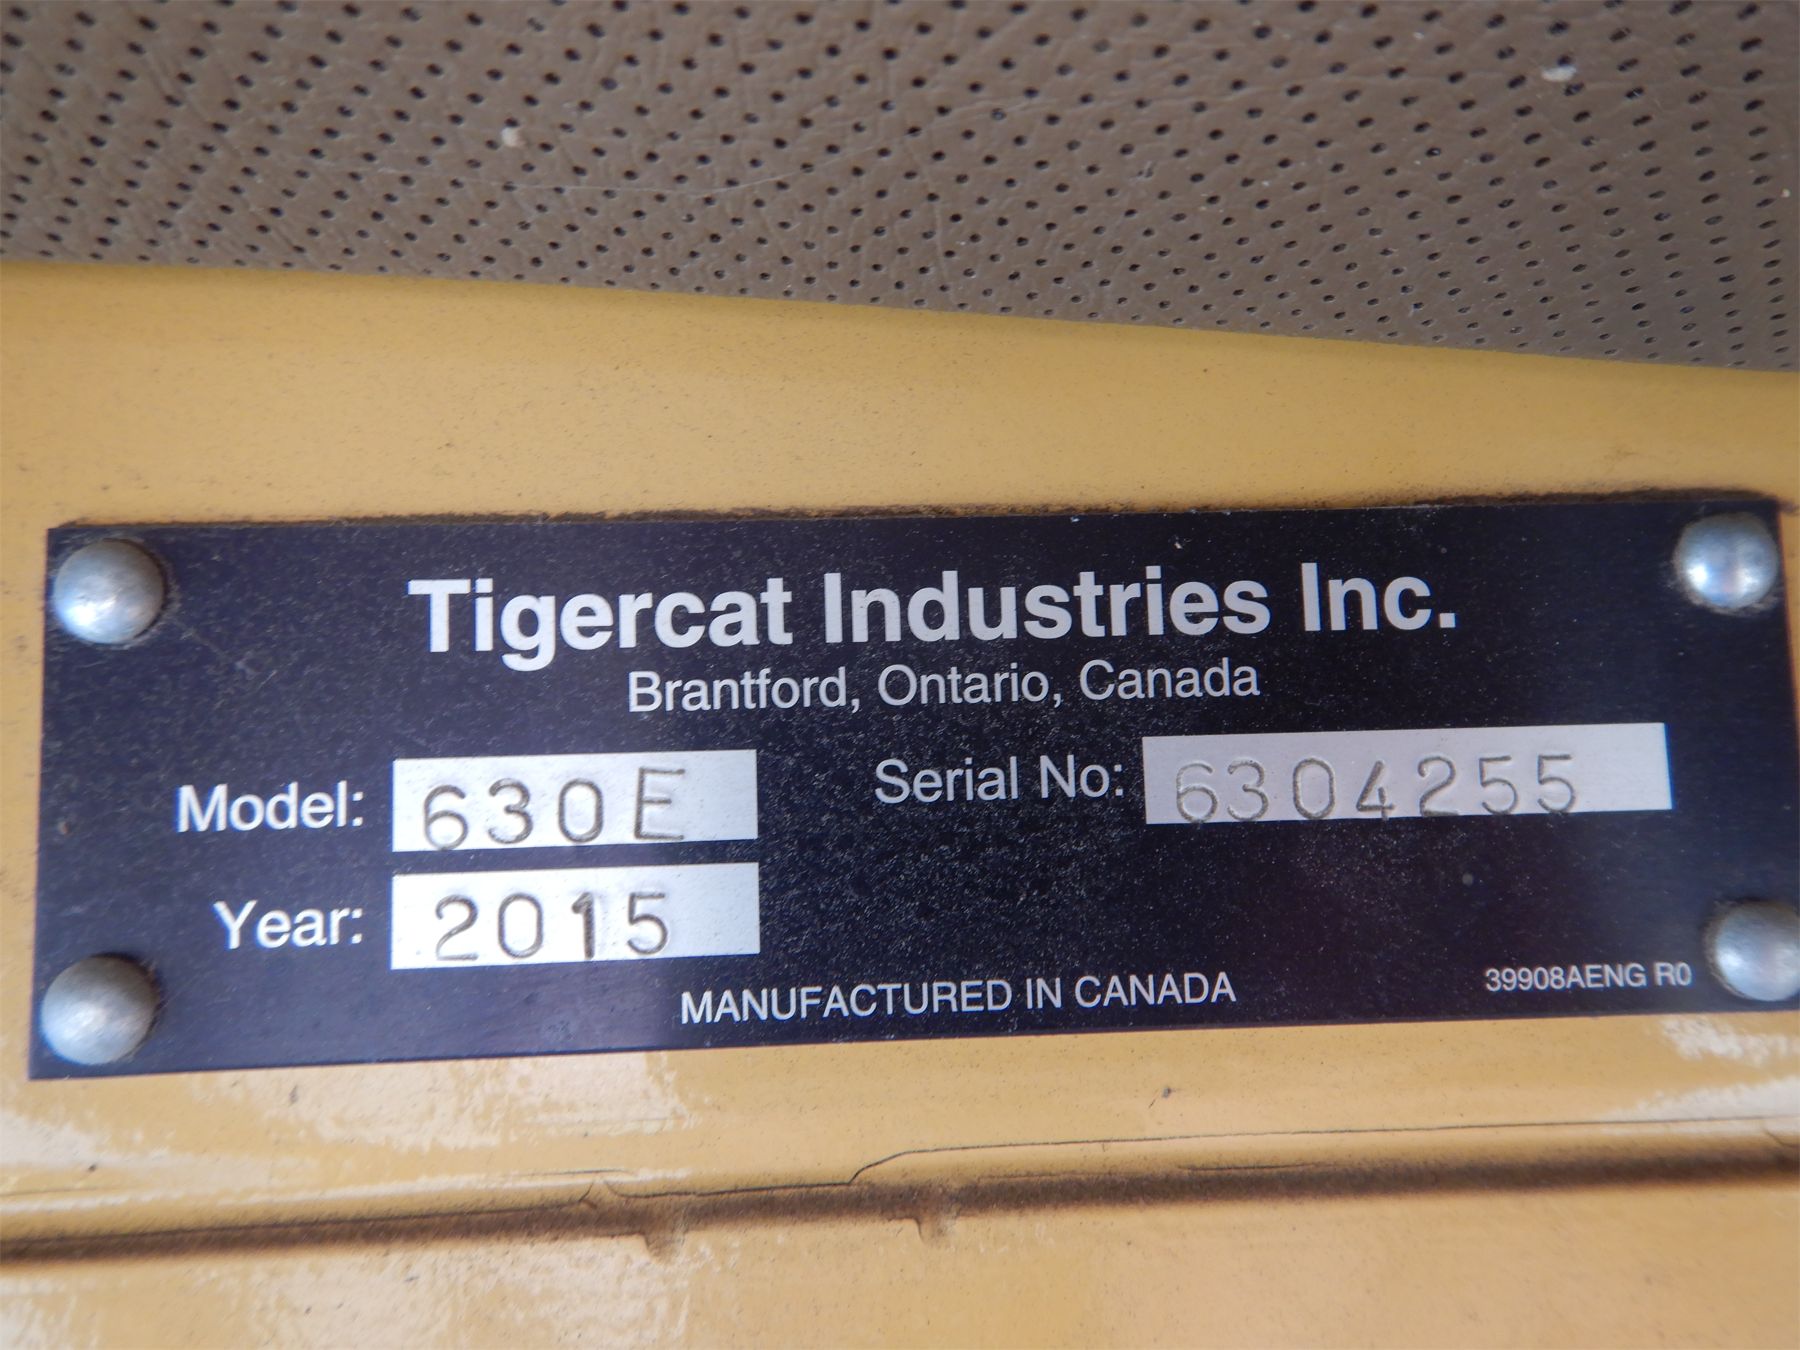 Tigercat Industries Inc.
Brantford, Ontario, Canada
Model: 630E
Serial No: 6304255
Year: 2015
MANUFACTURED IN CANADA
39908AENG R0